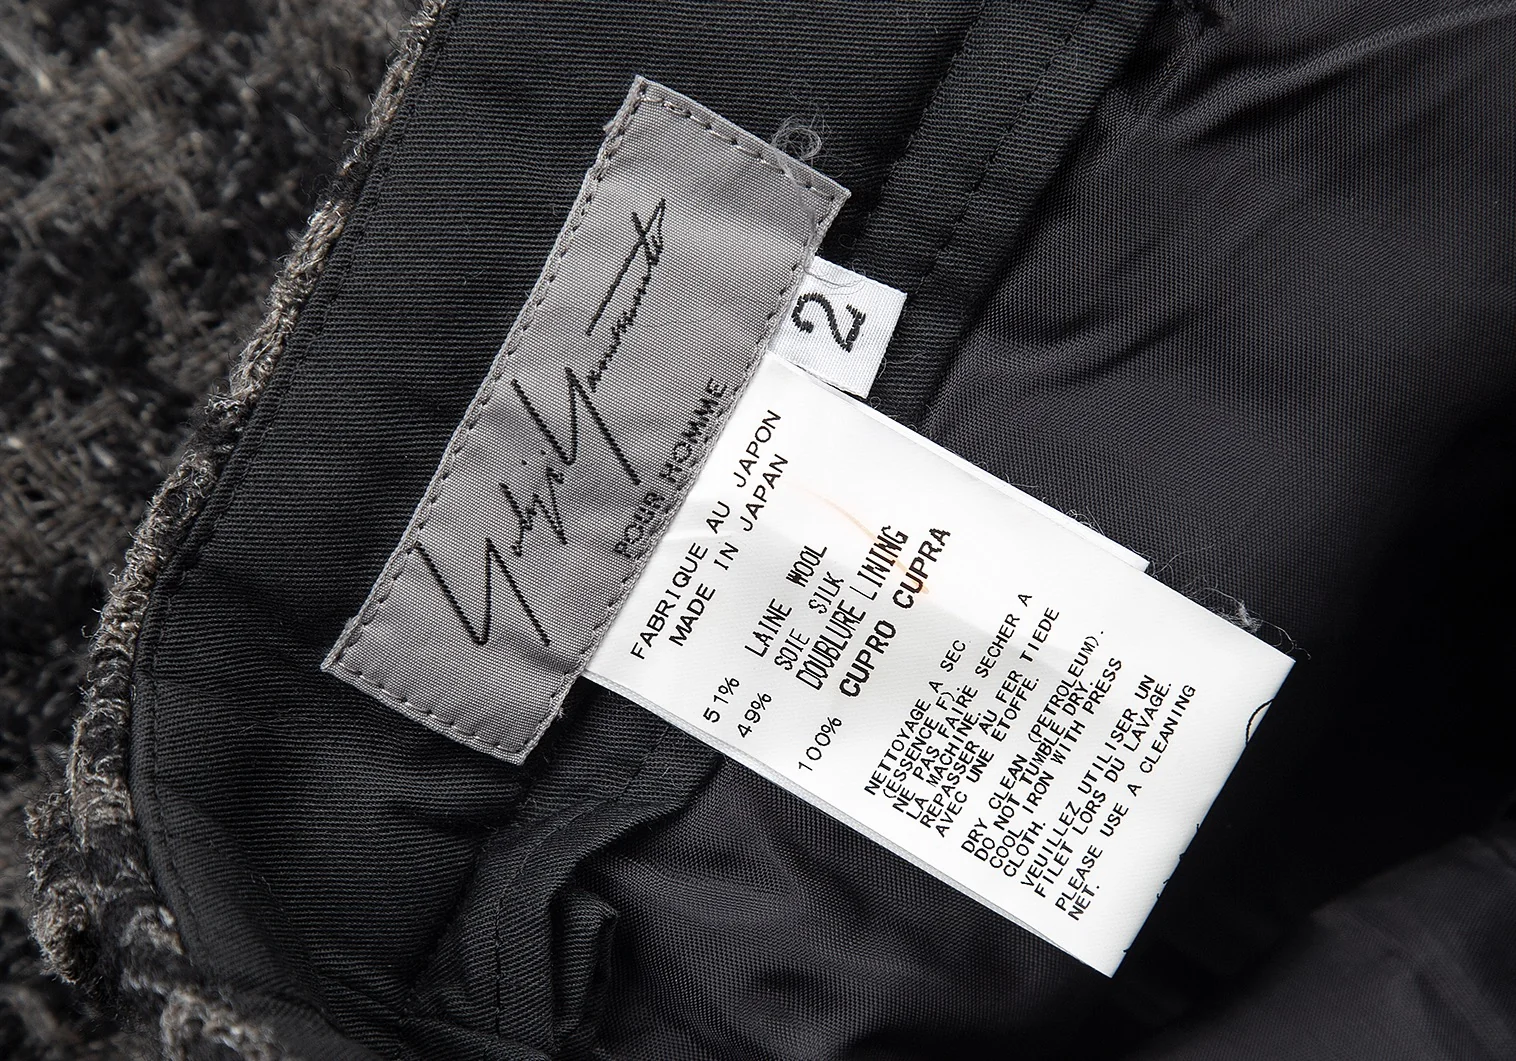 Yohji Yamamoto
POUR HOMME
2
FABRIQUE AU JAPON
MADE IN JAPAN
51% LAINE WOOL
49% SOIE SILK
DOUBLURE LINING
100% CUPRO CUPRA
NETTOYAGE A SEC.
(ESSENCE F)
NE PAS FAIRE SECHER A
LA MACHINE.
REPASSER AU FER TIEDE
AVEC UNE ETOFFE.
DRY CLEAN (PETROLEUM).
DO NOT TUMBLE DRY.
COOL IRON WITH PRESS
CLOTH.
VEUILLEZ UTILISER UN
FILET LORS DU LAVAGE.
PLEASE USE A CLEANING
NET.